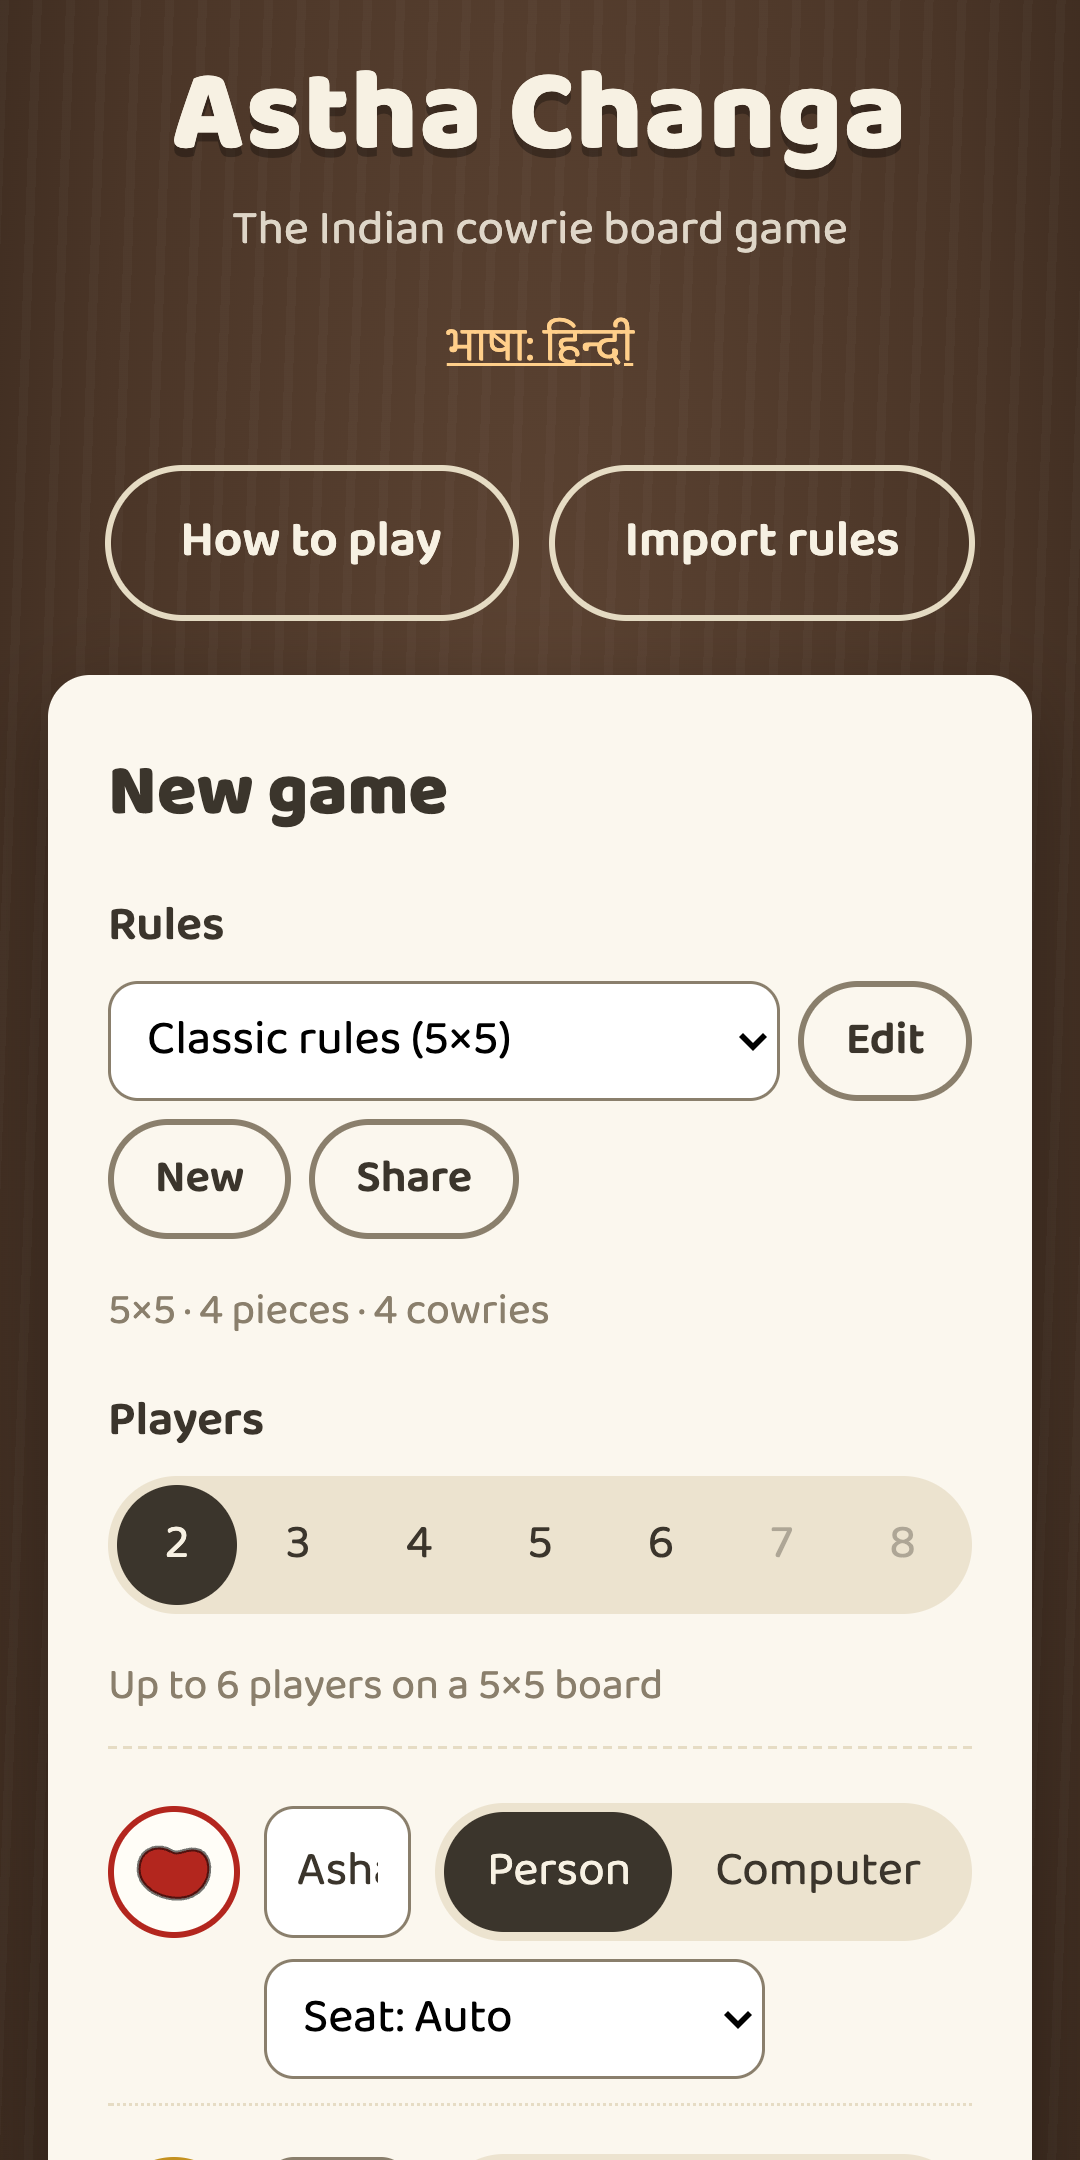 Astha Changa
The Indian cowrie board game
भाषा: हिन्दी
How to play Import rules
New game
Rules
Classic rules (5×5) Edit
New Share
5×5 · 4 pieces · 4 cowries
Players
2 3 4 5 6 7 8
Up to 6 players on a 5×5 board
Person Computer
Seat: Auto